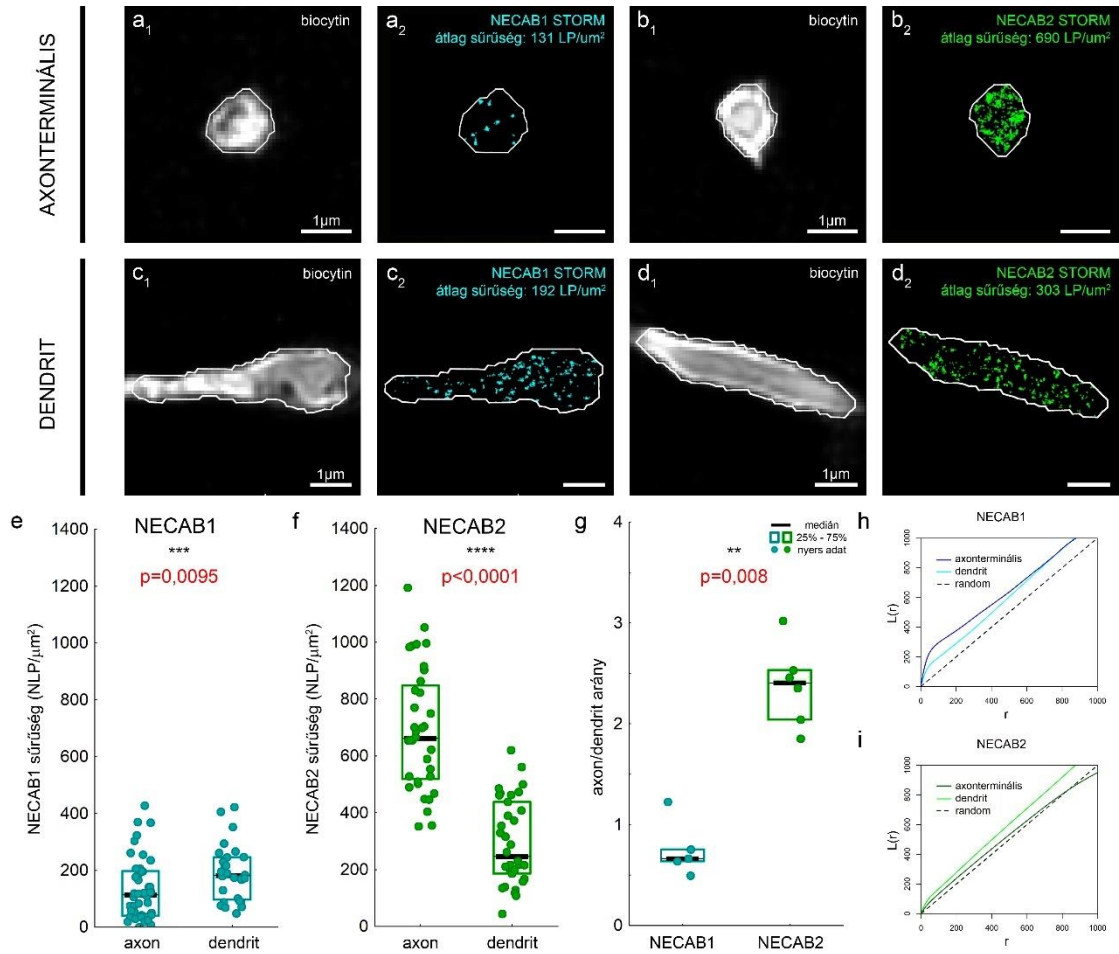 AXONTERMINÁLIS
a1
biocytin
1µm
a2
NECAB1 STORM
átlag sűrűség: 131 LP/um²
b1
biocytin
1µm
b2
NECAB2 STORM
átlag sűrűség: 690 LP/um²
DENDRIT
c1
biocytin
1µm
c2
NECAB1 STORM
átlag sűrűség: 192 LP/um²
d1
biocytin
1µm
d2
NECAB2 STORM
átlag sűrűség: 303 LP/um²
e
NECAB1
***
p=0,0095
NECAB1 sűrűség (NLP/µm²)
1400
1200
1000
800
600
400
200
0
axon
dendrit
f
NECAB2
****
p<0,0001
NECAB2 sűrűség (NLP/µm²)
1400
1200
1000
800
600
400
200
0
axon
dendrit
g
medián
25% - 75%
nyers adat
**
p=0,008
axon/dendrit arány
4
3
2
1
0
NECAB1
NECAB2
h
NECAB1
axonterminális
dendrit
random
L(r)
1000
800
600
400
200
0
0 200 400 600 800 1000
r
i
NECAB2
axonterminális
dendrit
random
L(r)
1000
800
600
400
200
0
0 200 400 600 800 1000
r